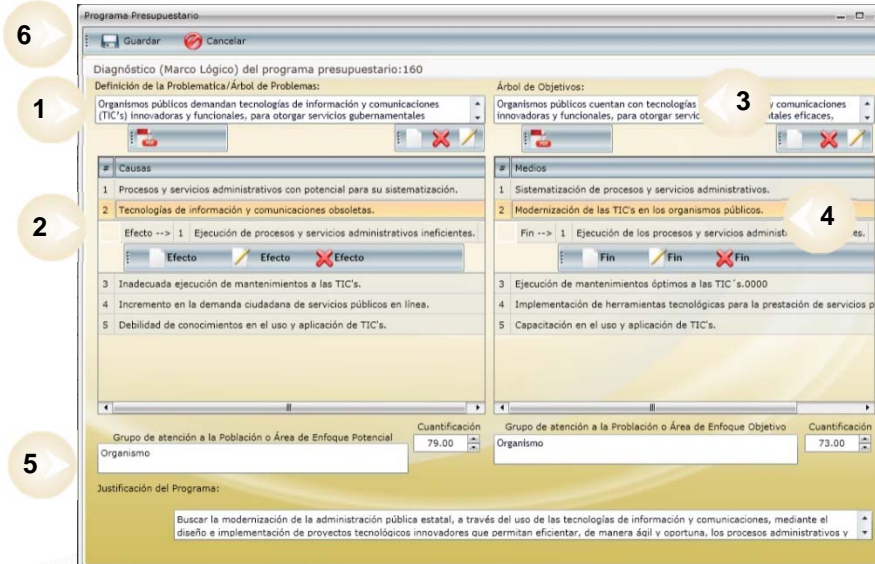 Programa Presupuestario
6
Guardar Cancelar
Diagnóstico (Marco Lógico) del programa presupuestario:160
Definición de la Problematica/Árbol de Problemas:
1
Organismos públicos demandan tecnologías de información y comunicaciones
(TIC's) innovadoras y funcionales, para otorgar servicios gubernamentales
# Causas
1 Procesos y servicios administrativos con potencial para su sistematización.
2 Tecnologías de información y comunicaciones obsoletas.
2
Efecto --> 1 Ejecución de procesos y servicios administrativos ineficientes.
Efecto Efecto Efecto
3 Inadecuada ejecución de mantenimientos a las TIC's.
4 Incremento en la demanda ciudadana de servicios públicos en línea.
5 Debilidad de conocimientos en el uso y aplicación de TIC's.
Árbol de Objetivos:
3
Organismos públicos cuentan con tecnologías y comunicaciones
innovadoras y funcionales, para otorgar eficaces,
# Medios
1 Sistematización de procesos y servicios administrativos.
2 Modernización de las TIC's en los organismos públicos.
4
Fin --> 1 Ejecución de los procesos y servicios
Fin Fin Fin
3 Ejecución de mantenimientos óptimos a las TIC´s.0000
4 Implementación de herramientas tecnológicas para la prestación de servicios
5 Capacitación en el uso y aplicación de TIC's.
Grupo de atención a la Población o Área de Enfoque Potencial
Cuantificación
5
Organismo
79.00
Grupo de atención a la Problación o Área de Enfoque Objetivo
Cuantificación
Organismo
73.00
Justificación del Programa:
Buscar la modernización de la administración pública estatal, a través del uso de las tecnologías de información y comunicaciones, mediante el
diseño e implementación de proyectos tecnológicos innovadores que permitan eficientar, de manera ágil y oportuna, los procesos administrativos y